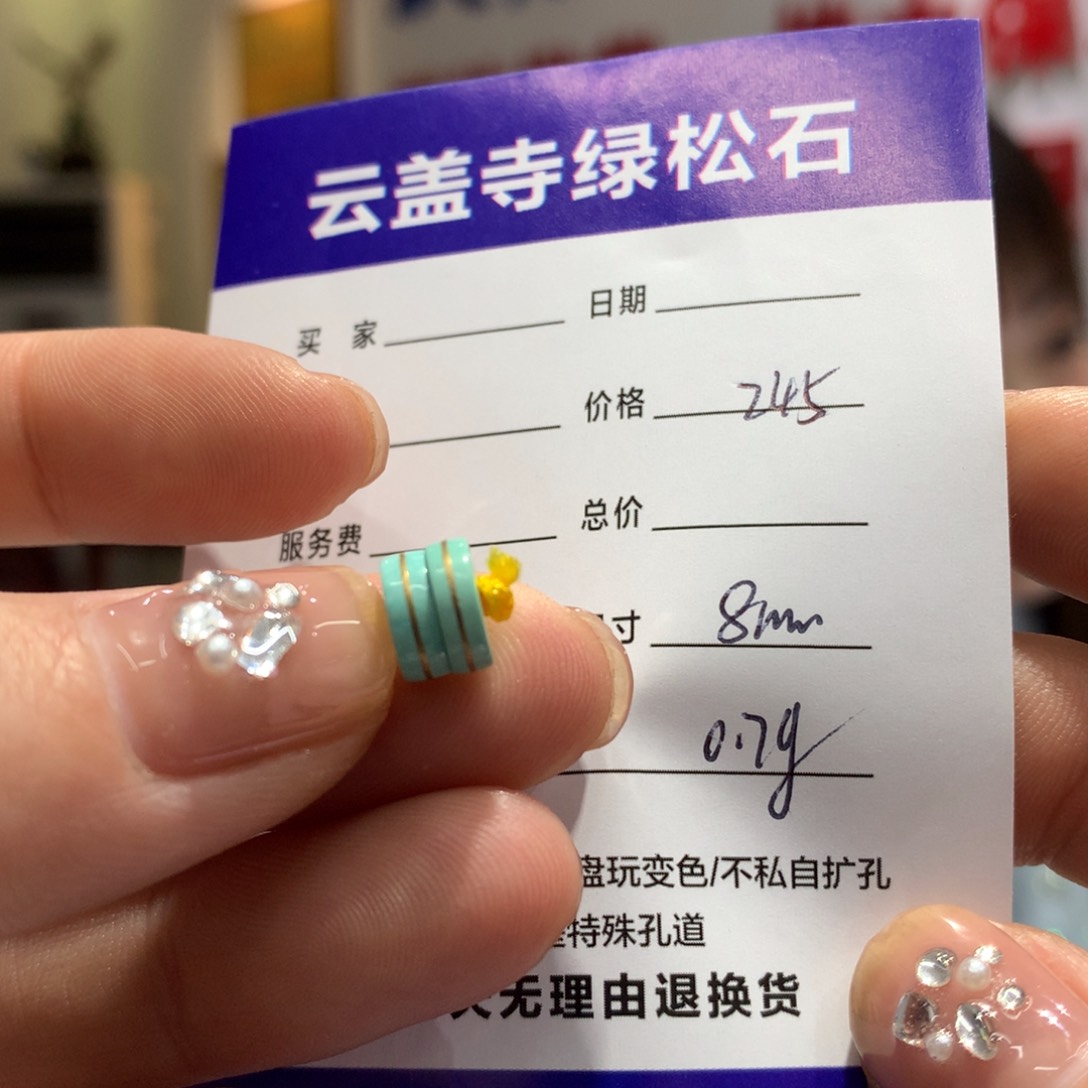 云盖寺绿松石
买 家 日期
价格 245
总价
服务费
寸 8mm
0.7g
盘玩变色/不私自扩孔
特殊孔道
天无理由退换货